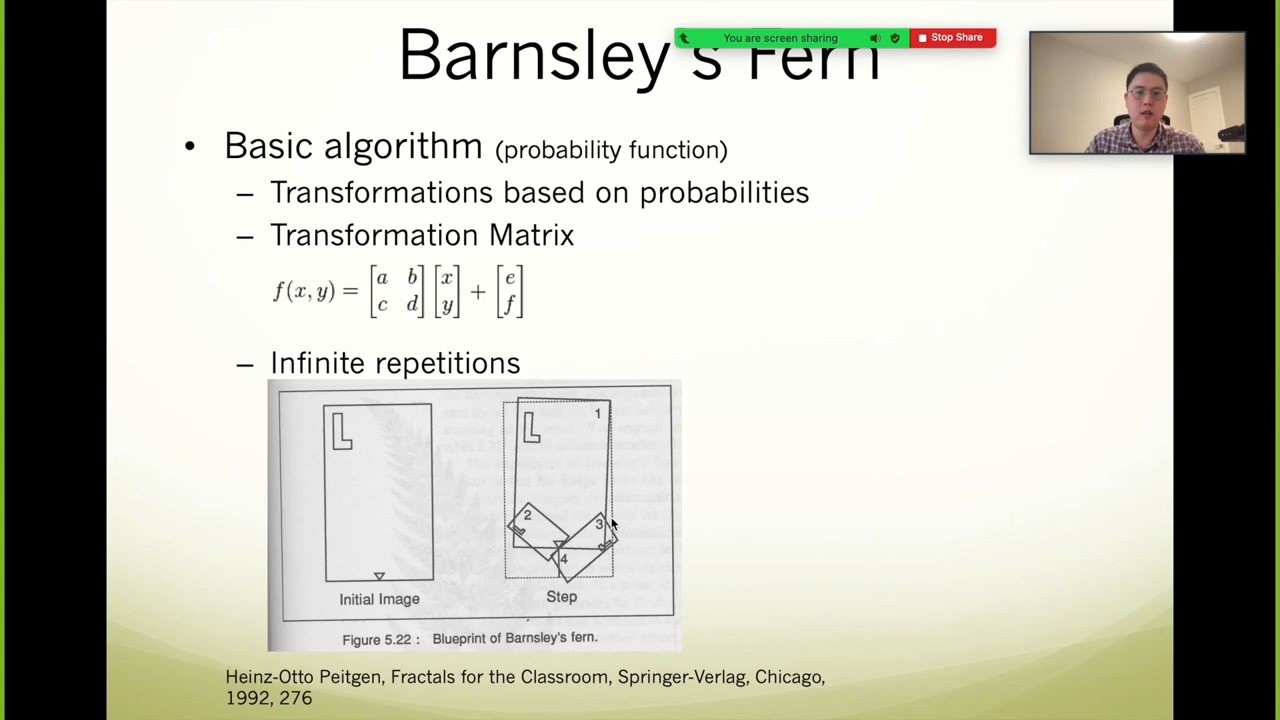 Barnsley's Fern
You are screen sharing
Stop Share
• Basic algorithm (probability function)
– Transformations based on probabilities
– Transformation Matrix
f(x, y) = [a b] [x] + [e]
[c d] [y] [f]
– Infinite repetitions
L
L
1
2
3
4
Initial Image
Step
Figure 5.22 : Blueprint of Barnsley's fern.
Heinz-Otto Peitgen, Fractals for the Classroom, Springer-Verlag, Chicago,
1992, 276